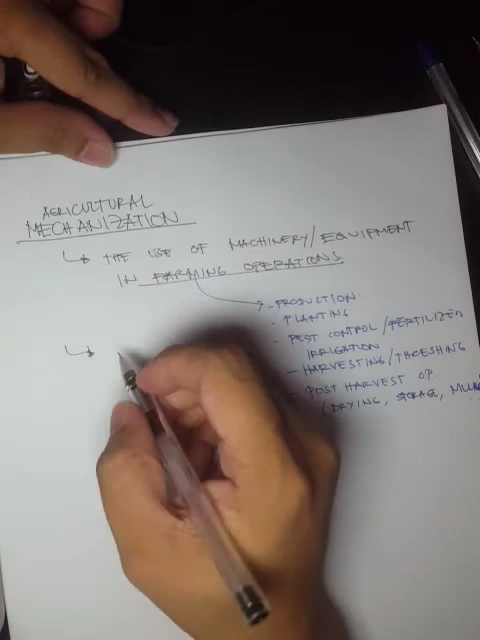 AGRICULTURAL
MECHANIZATION
THE USE OF MACHINERY/EQUIPMENT
IN FARMING OPERATIONS
- PRODUCTION
- PLANTING
- PEST CONTROL/FERTILIZER
IRRIGATION
- HARVESTING/THRESHING
- POST HARVEST OP.
(DRYING, STORAGE,